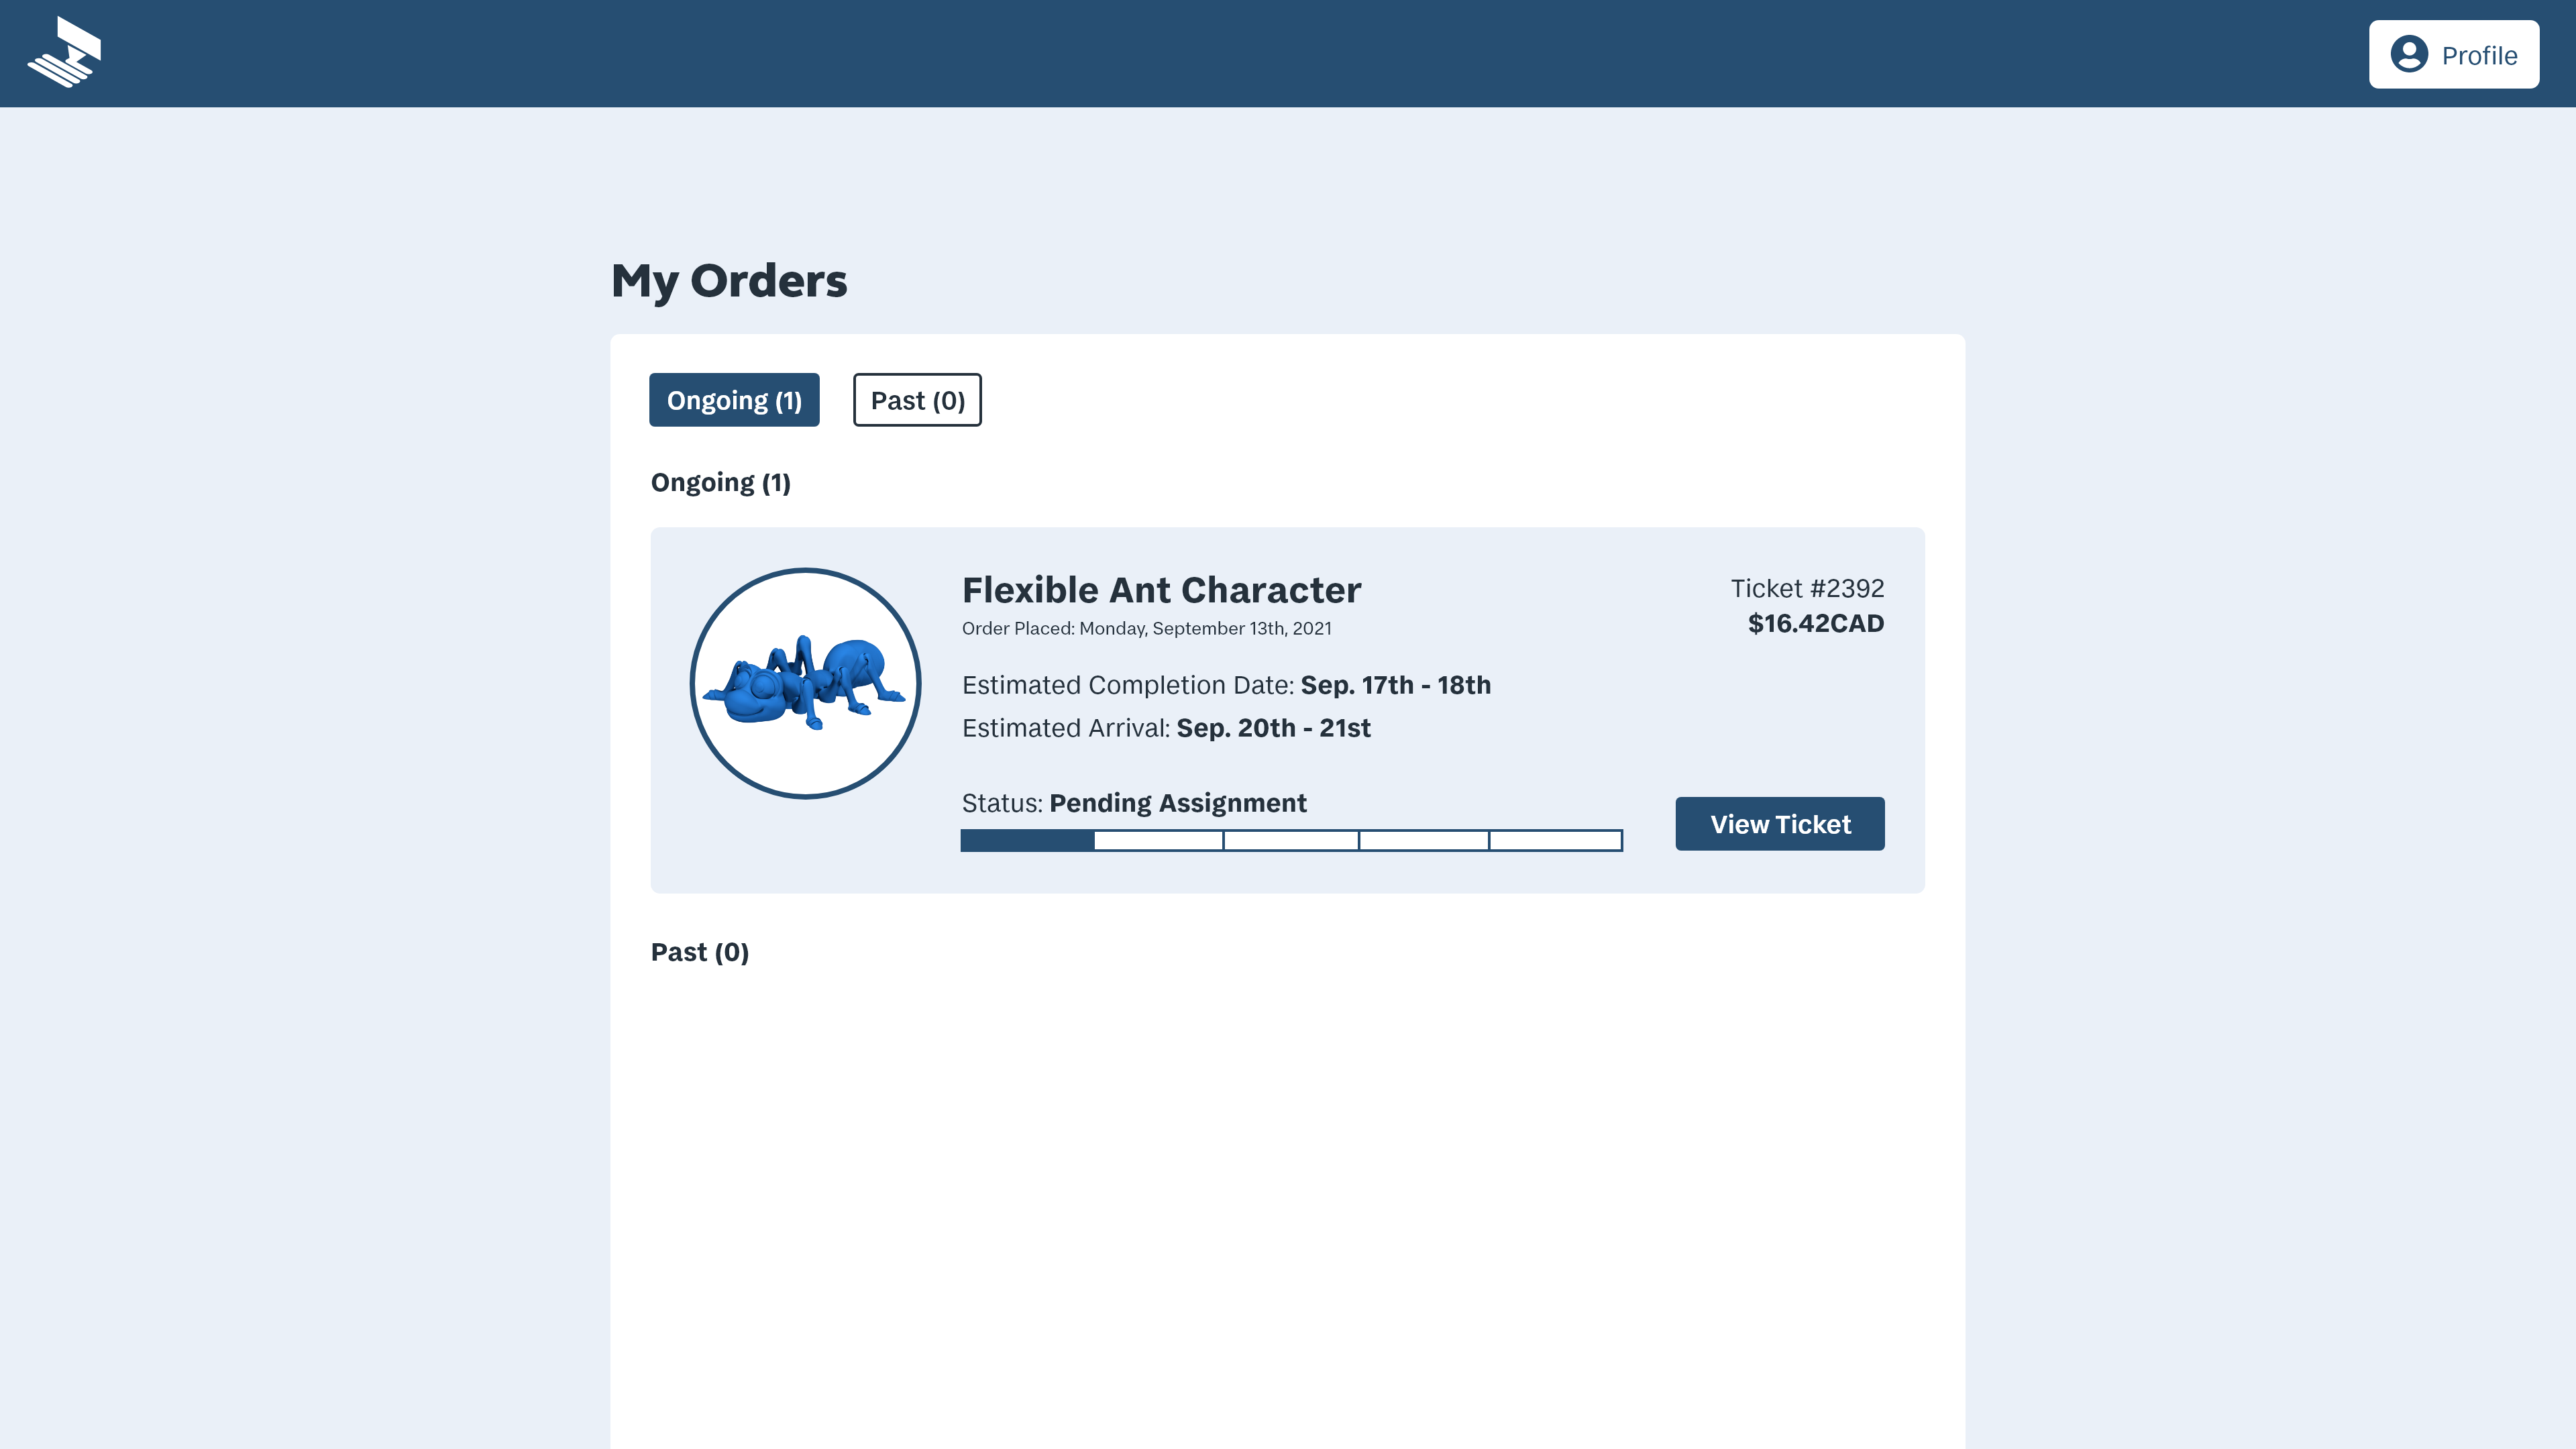 Profile
My Orders
Ongoing (1)
Past (0)
Ongoing (1)
Flexible Ant Character
Ticket #2392
Order Placed: Monday, September 13th, 2021
$16.42CAD
Estimated Completion Date: Sep. 17th - 18th
Estimated Arrival: Sep. 20th - 21st
Status: Pending Assignment
View Ticket
Past (0)